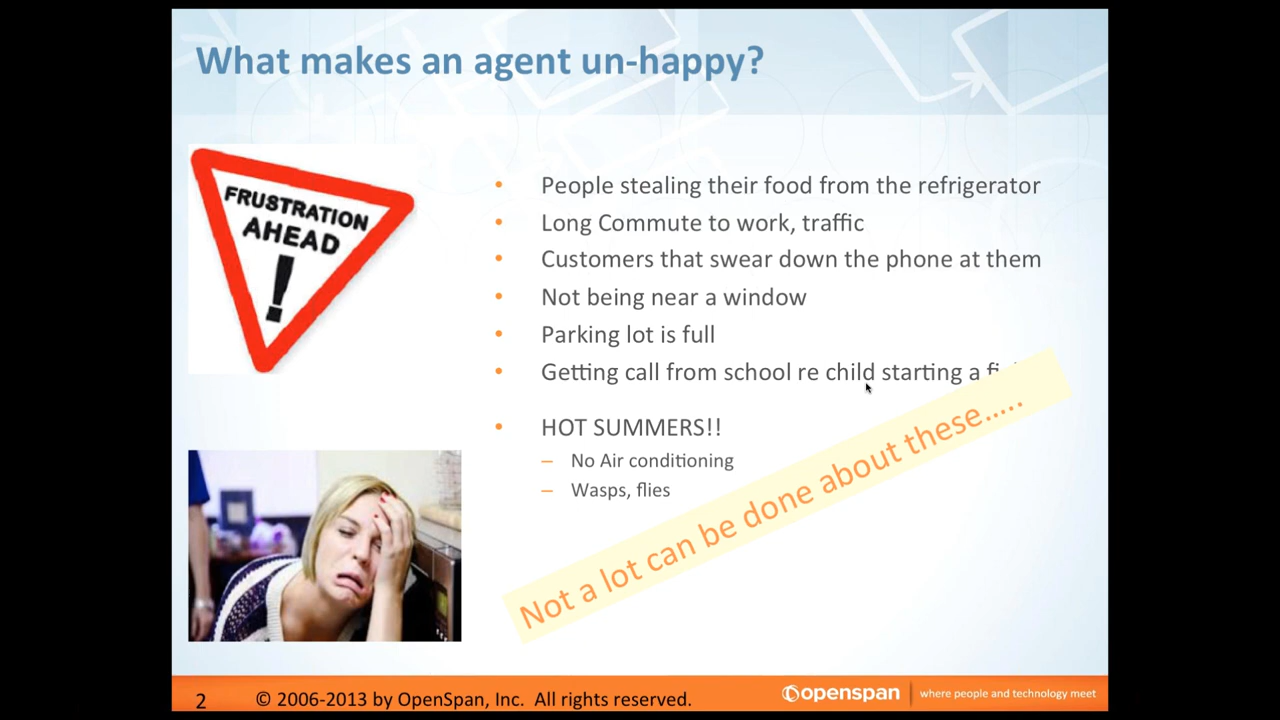 What makes an agent un-happy?
FRUSTRATION
AHEAD
!
• People stealing their food from the refrigerator
• Long Commute to work, traffic
• Customers that swear down the phone at them
• Not being near a window
• Parking lot is full
• Getting call from school re child starting a
• HOT SUMMERS!!
– No Air conditioning
– Wasps, flies
Not a lot can be done about these.....
2
© 2006-2013 by OpenSpan, Inc. All rights reserved.
openspan
where people and technology meet